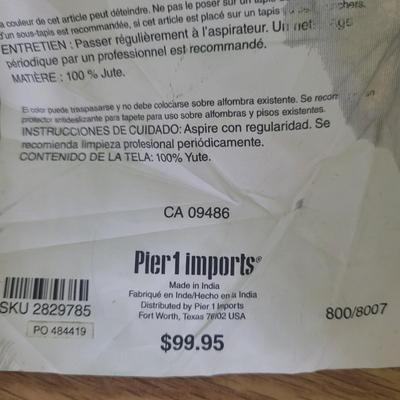 couleur de cet article peut déteindre. Ne pas le poser sur un
d'un sous-tapis est recommandée, si cet article est placé sur un tapis
ENTRETIEN : Passer régulièrement à l'aspirateur. Un
périodique par un professionnel est recommandé.
MATIÈRE : 100 % Jute.
El color puede traspasarse y no debe colocarse sobre alfombra existente. Se
protector antideslizante para tapete para uso sobre alfombras y pisos existentes.
INSTRUCCIONES DE CUIDADO: Aspire con regularidad. Se
recomienda limpieza profesional periódicamente.
CONTENIDO DE LA TELA: 100% Yute.
CA 09486
Pier 1 imports®
Made in India
Fabriqué en Inde/Hecho en la India
Distributed by Pier 1 Imports
Fort Worth, Texas 76102 USA
SKU 2829785
800/8007
PO 484419
$99.95